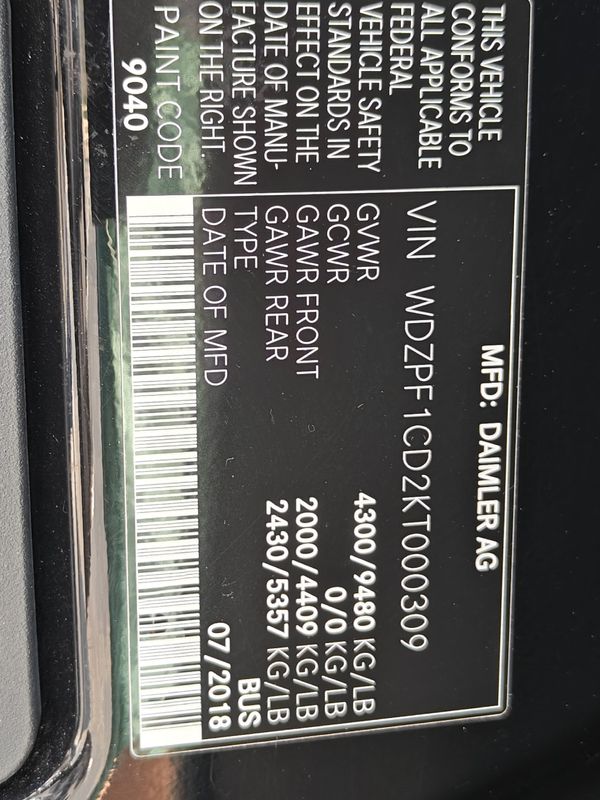 MFD: DAIMLER AG
THIS VEHICLE
CONFORMS TO
ALL APPLICABLE
FEDERAL
VEHICLE SAFETY
STANDARDS IN
EFFECT ON THE
DATE OF MANU-
FACTURE SHOWN
ON THE RIGHT.
PAINT CODE
9040
VIN WDZPF1CD2KT000309
GVWR 4300/9480 KG/LB
GCWR 0/0 KG/LB
GAWR FRONT 2000/4409 KG/LB
GAWR REAR 2430/5357 KG/LB
TYPE BUS
DATE OF MFD 07/2018